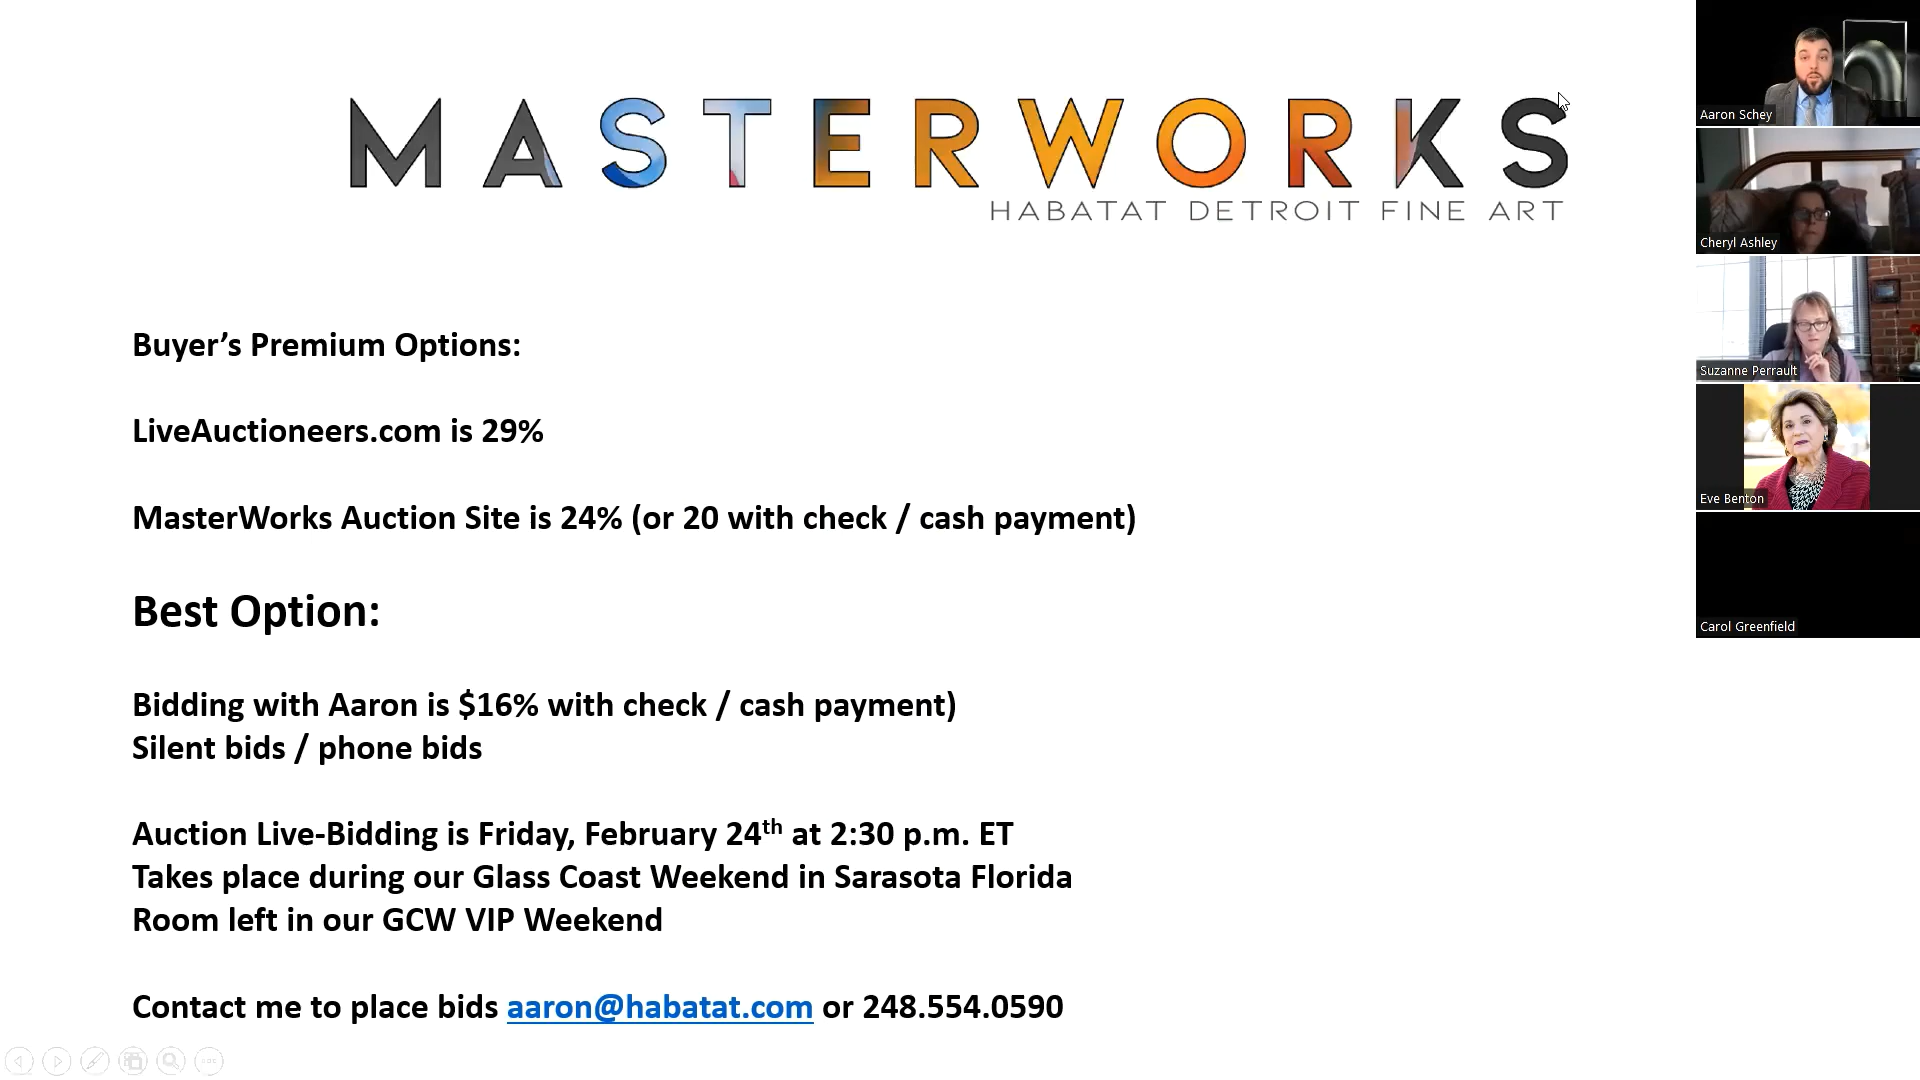 MASTERWORKS
HABATAT DETROIT FINE ART
Buyer’s Premium Options:
LiveAuctioneers.com is 29%
MasterWorks Auction Site is 24% (or 20 with check / cash payment)
Best Option:
Bidding with Aaron is $16% with check / cash payment)
Silent bids / phone bids
Auction Live-Bidding is Friday, February 24th at 2:30 p.m. ET
Takes place during our Glass Coast Weekend in Sarasota Florida
Room left in our GCW VIP Weekend
Contact me to place bids aaron@habatat.com or 248.554.0590
Aaron Schey
Cheryl Ashley
Suzanne Perrault
Eve Benton
Carol Greenfield